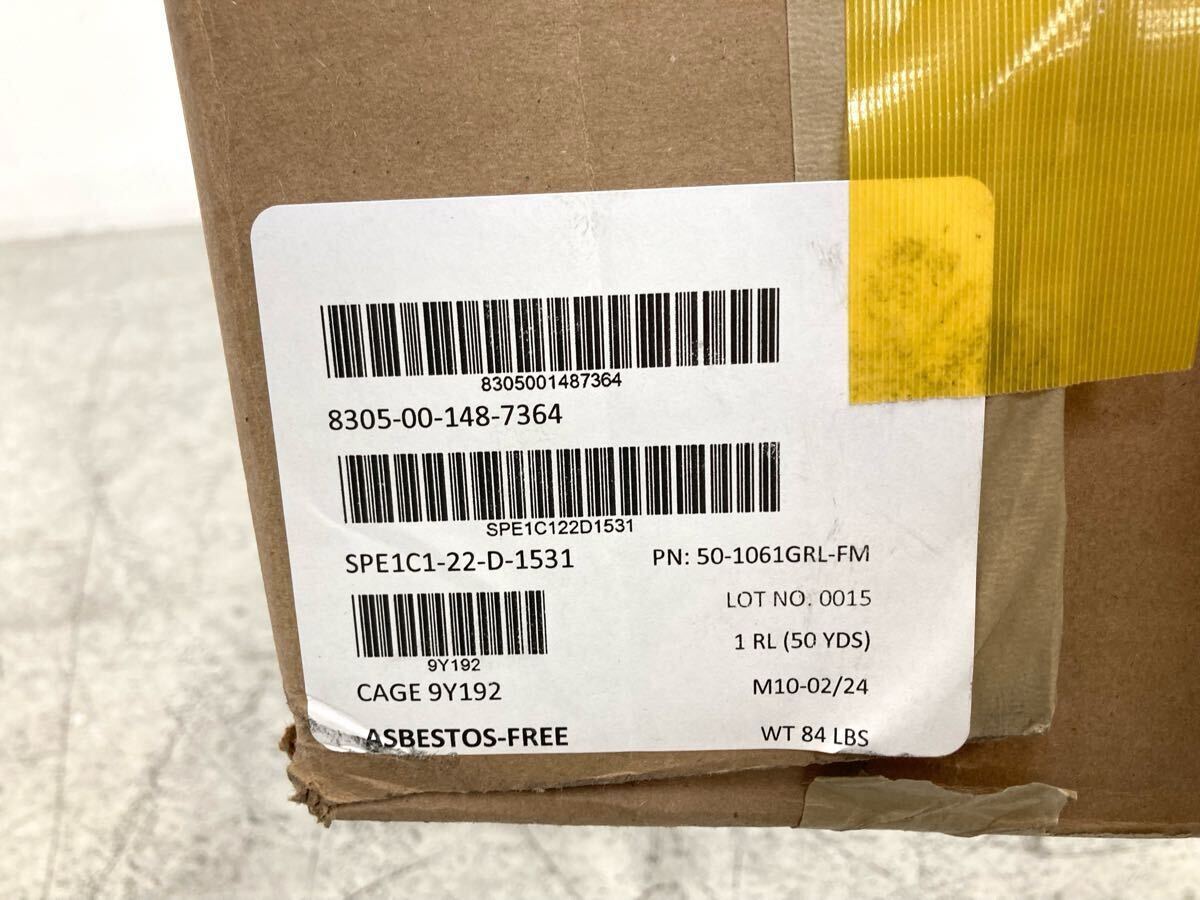 8305001487364
8305-00-148-7364
SPE1C122D1531
SPE1C1-22-D-1531
PN: 50-1061GRL-FM
LOT NO. 0015
9Y192
1 RL (50 YDS)
CAGE 9Y192
M10-02/24
ASBESTOS-FREE
WT 84 LBS